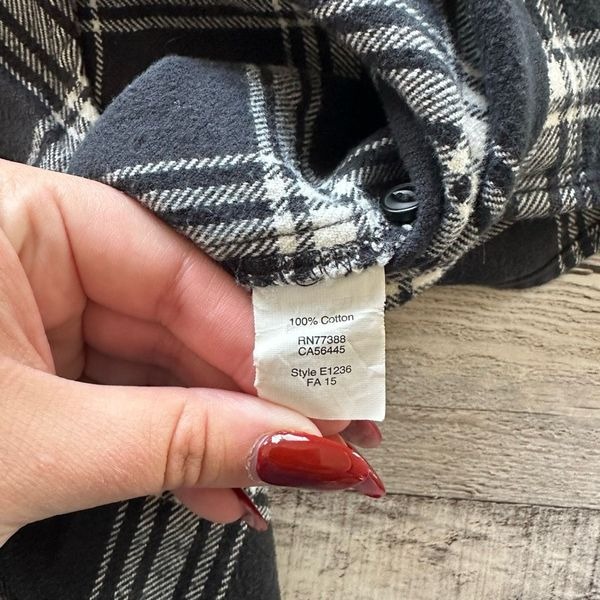 100% Cotton
RN77388
CA56445
Style E1236
FA 15